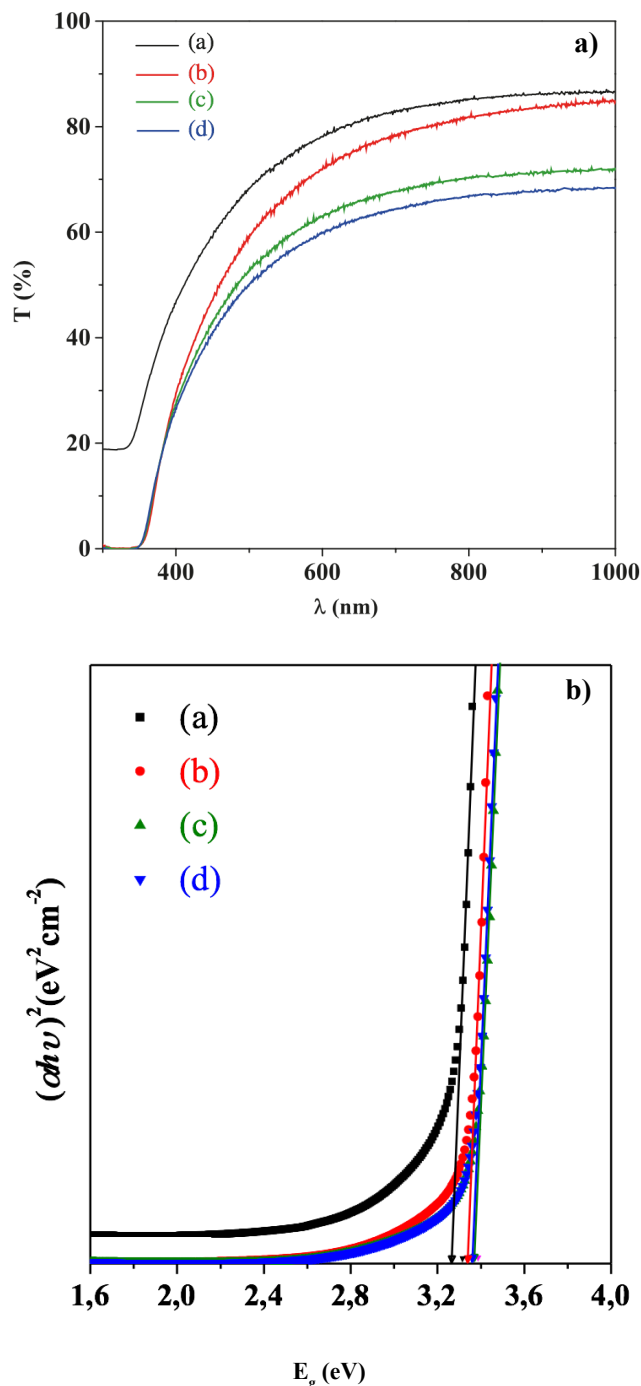 a)
(a)
(b)
(c)
(d)
100
80
60
40
20
0
T (%)
400 600 800 1000
λ (nm)
b)
(a)
(b)
(c)
(d)
(αhυ)² (eV²cm⁻²)
1,6 2,0 2,4 2,8 3,2 3,6 4,0
E_g (eV)